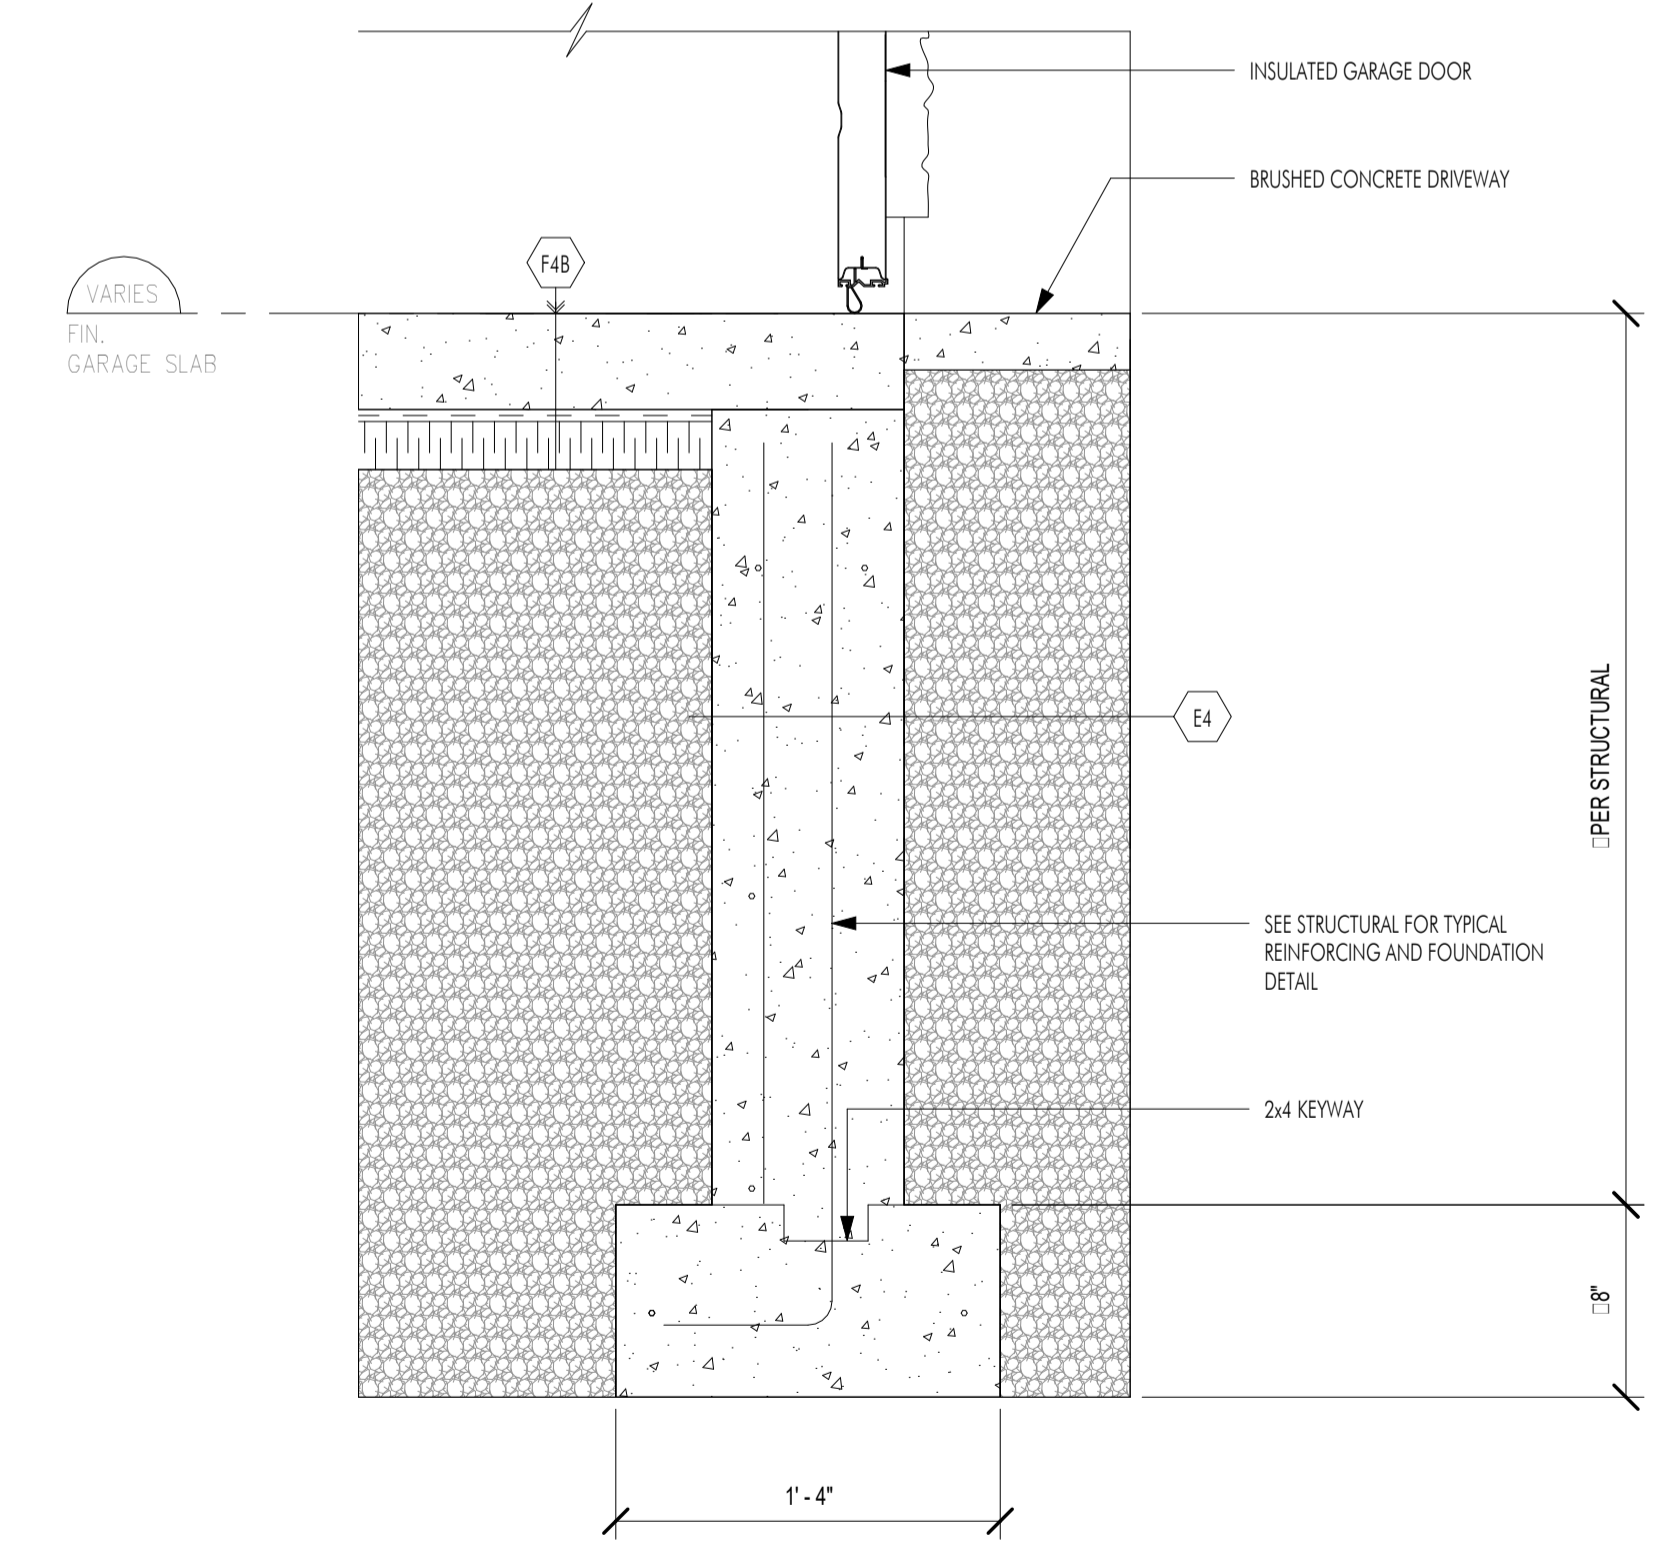 INSULATED GARAGE DOOR
BRUSHED CONCRETE DRIVEWAY
F4B
VARIES
FIN.
GARAGE SLAB
E4
□PER STRUCTURAL
SEE STRUCTURAL FOR TYPICAL
REINFORCING AND FOUNDATION
DETAIL
2x4 KEYWAY
□8"
1' - 4"